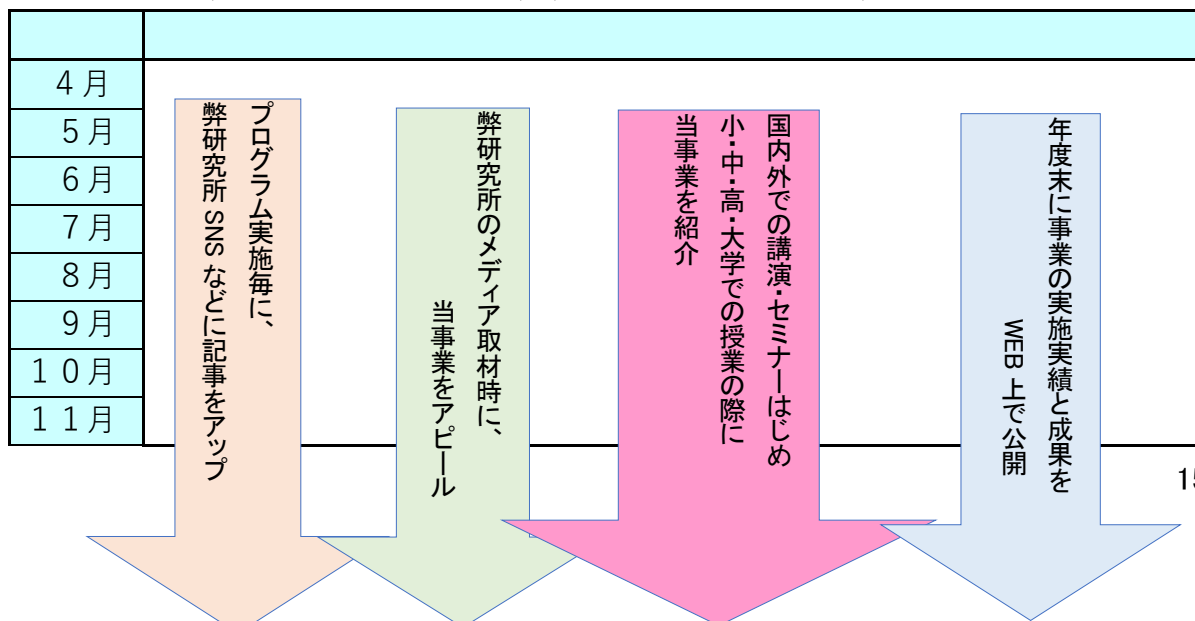 4月
5月
6月
7月
8月
9月
10月
11月
プログラム実施毎に、
弊研究所 SNS などに記事をアップ
弊研究所のメディア取材時に、
当事業をアピール
国内外での講演・セミナーはじめ
小・中・高・大学での授業の際に
当事業を紹介
年度末に事業の実施実績と成果を
WEB 上で公開
15